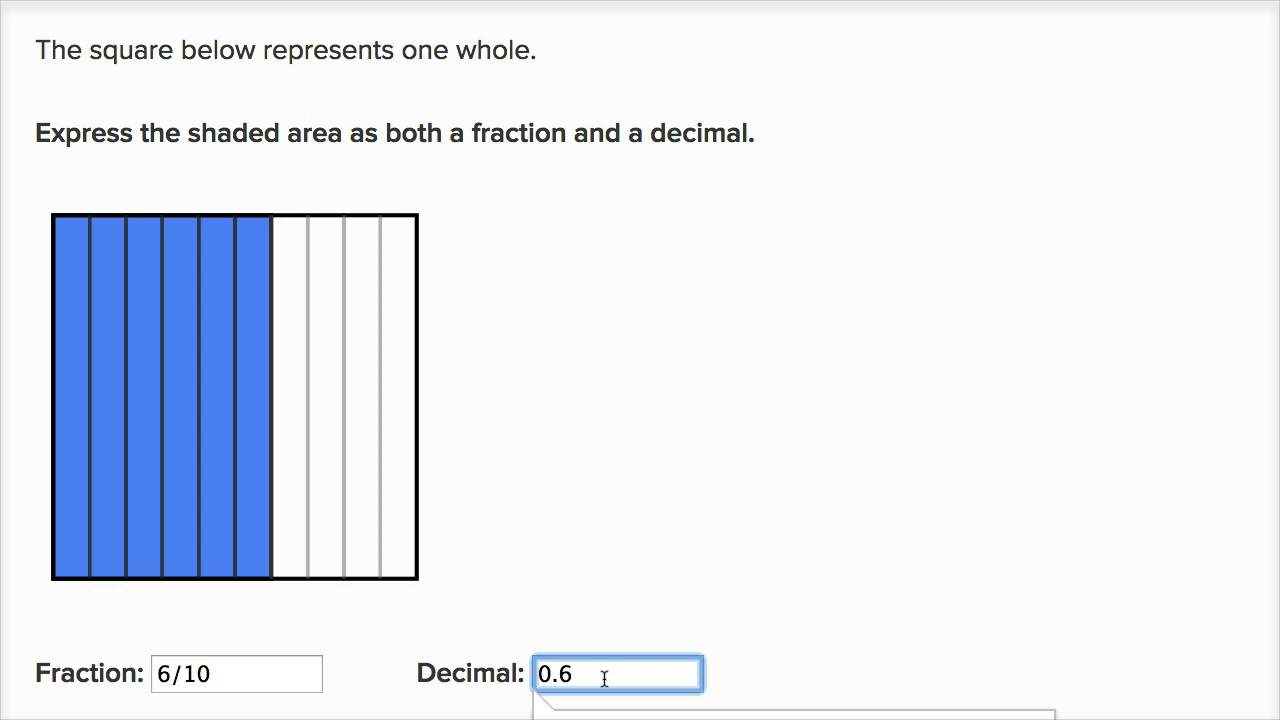 The square below represents one whole.
Express the shaded area as both a fraction and a decimal.
Fraction: 6/10 Decimal: 0.6